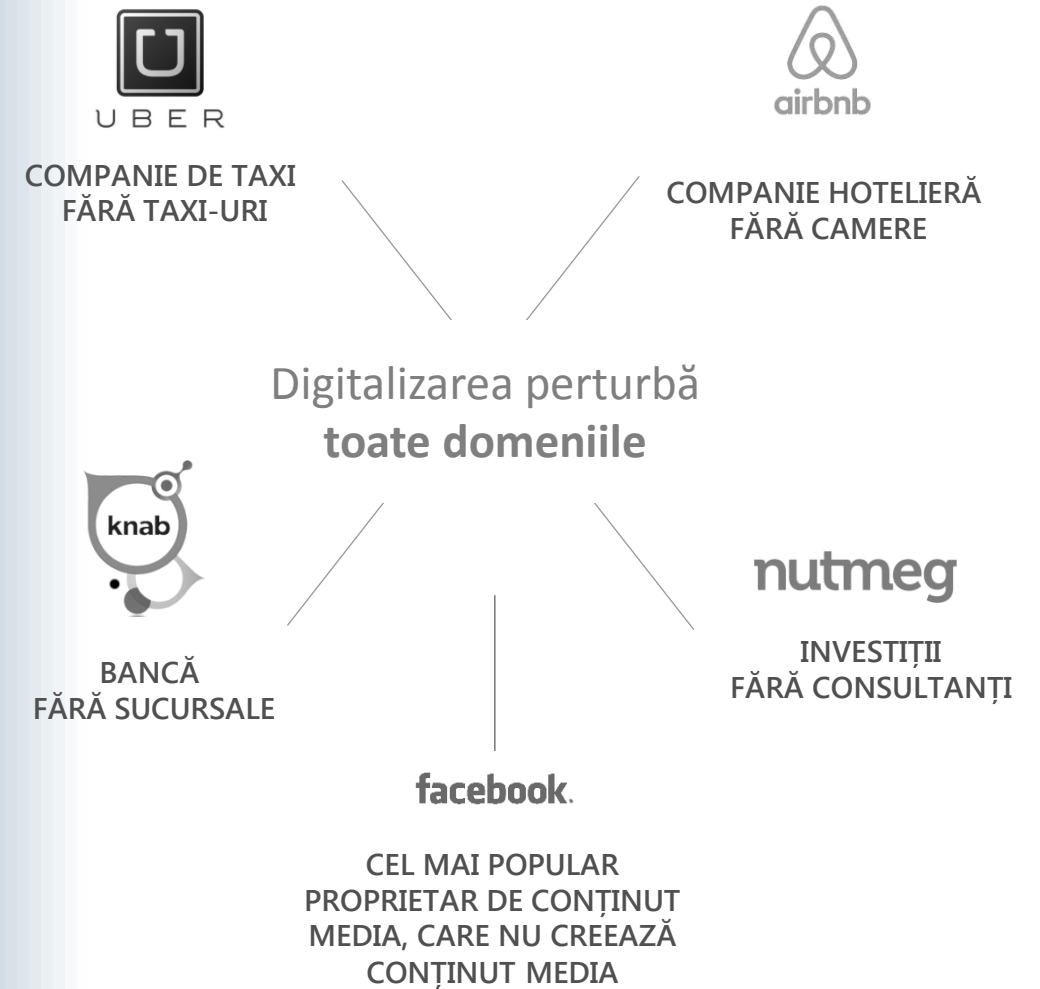 UBER
COMPANIE DE TAXI
FĂRĂ TAXI-URI
airbnb
COMPANIE HOTELIERĂ
FĂRĂ CAMERE
Digitalizarea perturbă
toate domeniile
knab
BANCĂ
FĂRĂ SUCURSALE
nutmeg
INVESTIȚII
FĂRĂ CONSULTANȚI
facebook.
CEL MAI POPULAR
PROPRIETAR DE CONȚINUT
MEDIA, CARE NU CREEAZĂ
CONȚINUT MEDIA